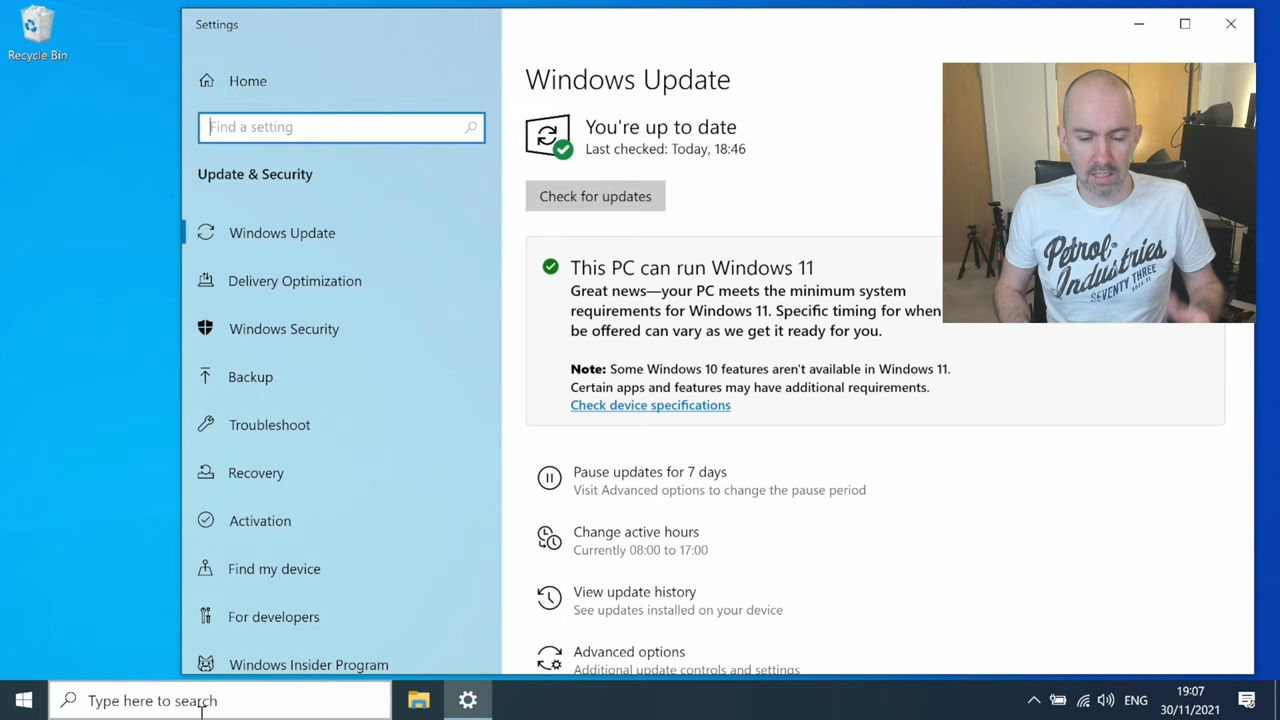 Recycle Bin
Settings
Home
Find a setting
Update & Security
Windows Update
Delivery Optimization
Windows Security
Backup
Troubleshoot
Recovery
Activation
Find my device
For developers
Windows Insider Program
Windows Update
You're up to date
Last checked: Today, 18:46
Check for updates
This PC can run Windows 11
Great news—your PC meets the minimum system
requirements for Windows 11. Specific timing for when
be offered can vary as we get it ready for you.
Note: Some Windows 10 features aren't available in Windows 11.
Certain apps and features may have additional requirements.
Check device specifications
Pause updates for 7 days
Visit Advanced options to change the pause period
Change active hours
Currently 08:00 to 17:00
View update history
See updates installed on your device
Advanced options
Additional update controls and settings
Petrol®
Industries
SEVENTY THREE
Type here to search
ENG
19:07
30/11/2021